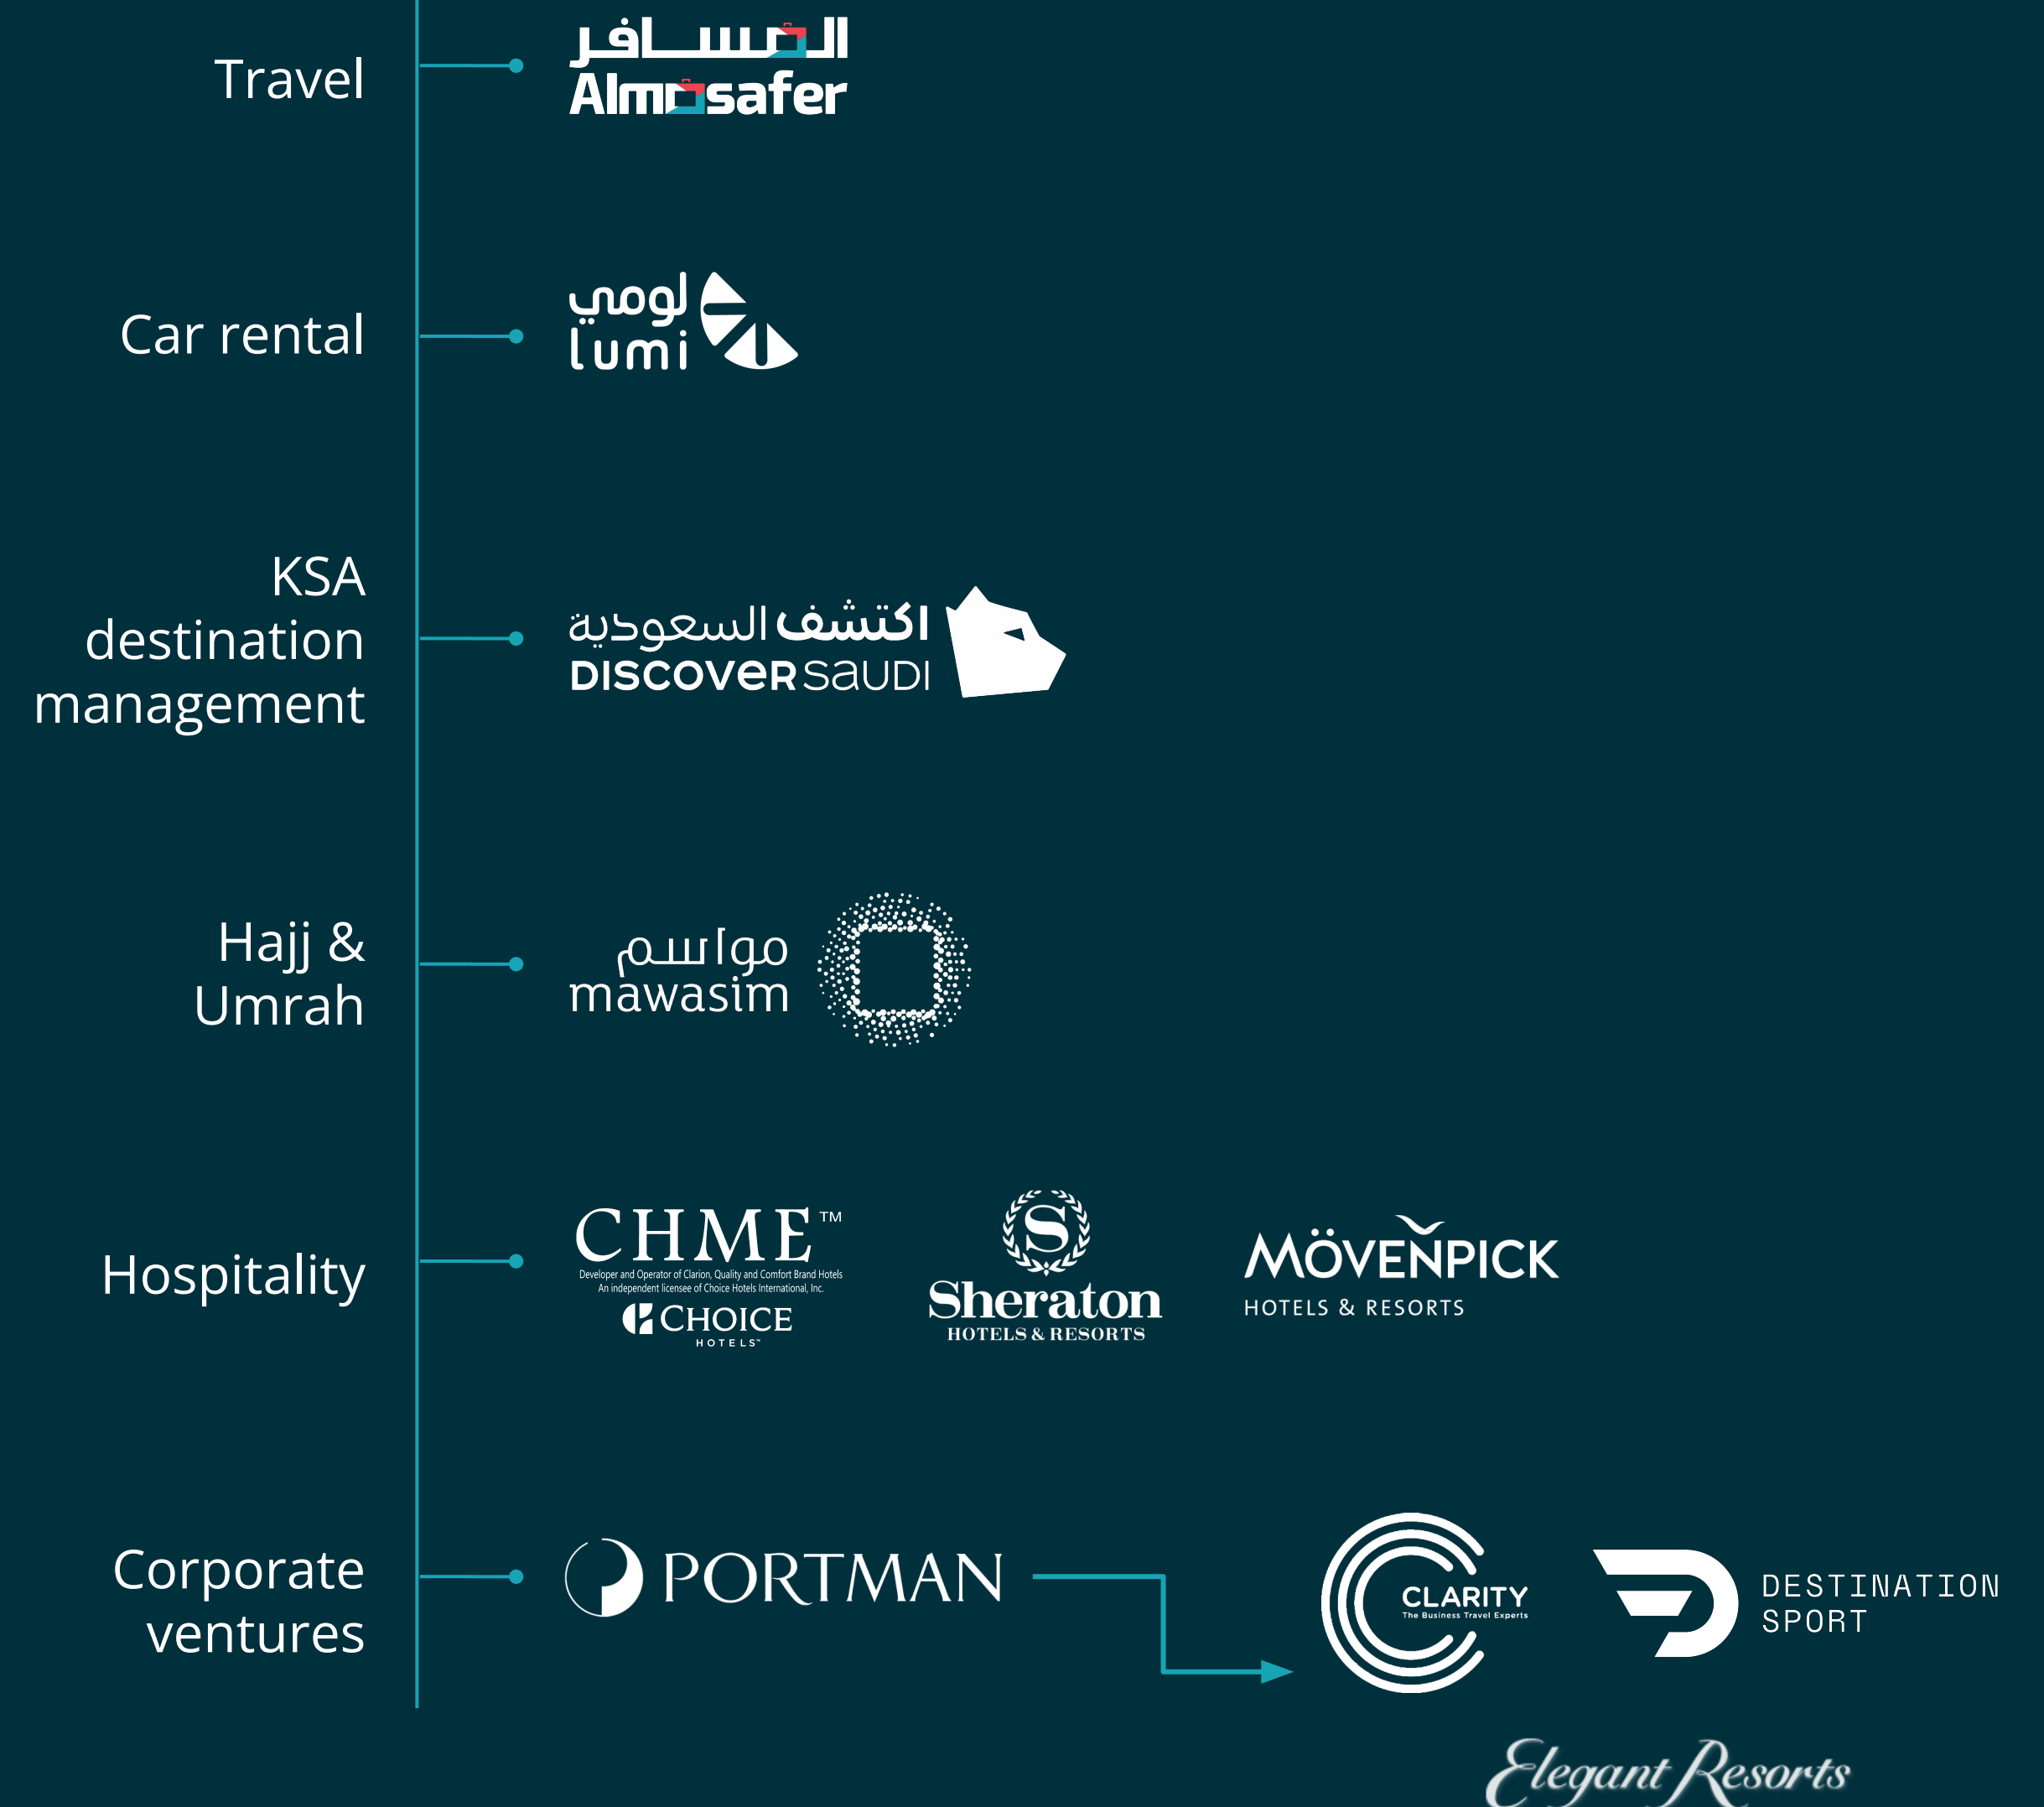 Travel
المسافر
Almosafer
Car rental
لومي
lumi
KSA
destination
management
اكتشف السعودية
DISCOVER SAUDI
Hajj &
Umrah
مواسم
mawasim
Hospitality
CHME™
Developer and Operator of Clarion, Quality and Comfort Brand Hotels
An independent licensee of Choice Hotels International, Inc.
CHOICE
HOTELS™
S
Sheraton
HOTELS & RESORTS
MÖVENPICK
HOTELS & RESORTS
Corporate
ventures
PORTMAN
CLARITY
The Business Travel Experts
DESTINATION
SPORT
Elegant Resorts